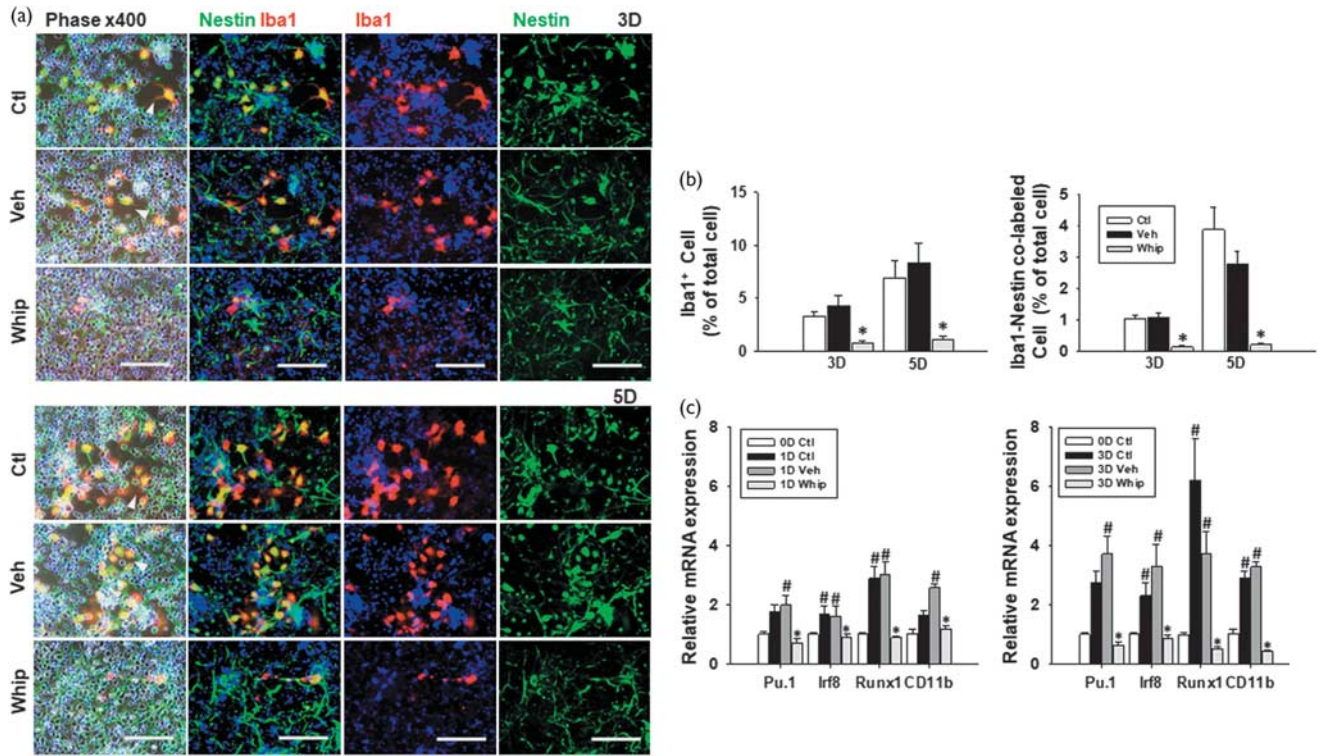 (a)
Phase x400
Nestin Iba1
Iba1
Nestin
3D
Ctl
Veh
Whip
5D
Ctl
Veh
Whip
(b)
Iba1+ Cell
(% of total cell)
15
10
5
0
3D
5D
*
*
Iba1-Nestin co-labeled
Cell (% of total cell)
5
4
3
2
1
0
Ctl
Veh
Whip
*
*
3D
5D
(c)
Relative mRNA expression
8
6
4
2
0
0D Ctl
1D Ctl
1D Veh
1D Whip
#
*
# #
*
# #
*
#
*
Pu.1
Irf8
Runx1
CD11b
Relative mRNA expression
8
6
4
2
0
0D Ctl
3D Ctl
3D Veh
3D Whip
#
*
#
#
*
#
#
*
# #
*
Pu.1
Irf8
Runx1
CD11b